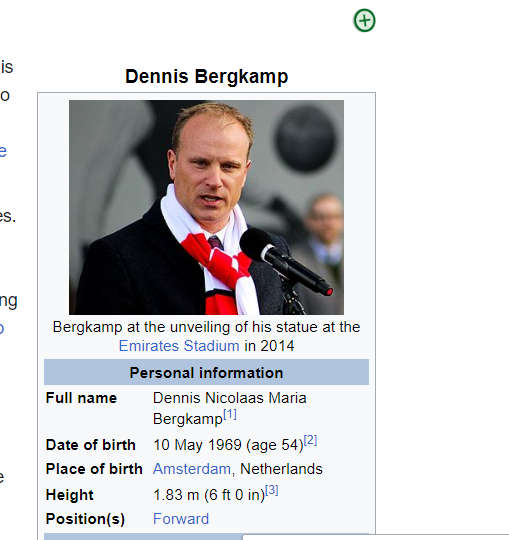 is
Dennis Bergkamp
o
e
es.
ng
Bergkamp at the unveiling of his statue at the
Emirates Stadium in 2014
Personal information
Full name Dennis Nicolaas Maria
Bergkamp[1]
Date of birth 10 May 1969 (age 54)[2]
Place of birth Amsterdam, Netherlands
e
Height 1.83 m (6 ft 0 in)[3]
Position(s) Forward